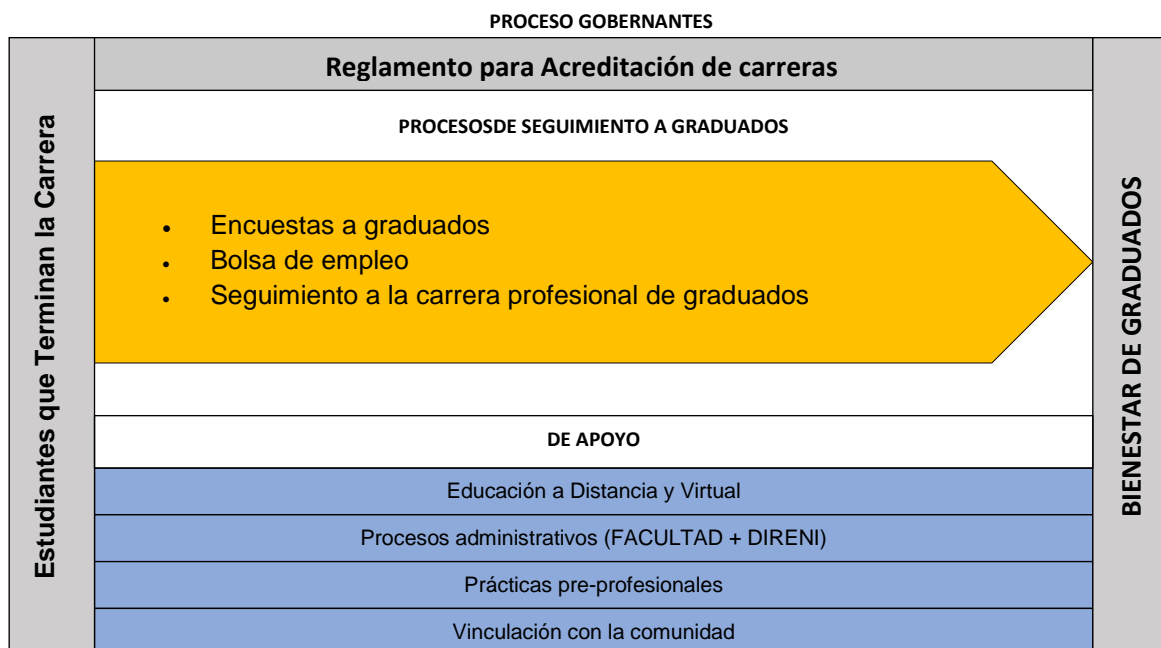 PROCESO GOBERNANTES
Reglamento para Acreditación de carreras
Estudiantes que Terminan la Carrera
PROCESOSDE SEGUIMIENTO A GRADUADOS
• Encuestas a graduados
• Bolsa de empleo
• Seguimiento a la carrera profesional de graduados
BIENESTAR DE GRADUADOS
DE APOYO
Educación a Distancia y Virtual
Procesos administrativos (FACULTAD + DIRENI)
Prácticas pre-profesionales
Vinculación con la comunidad